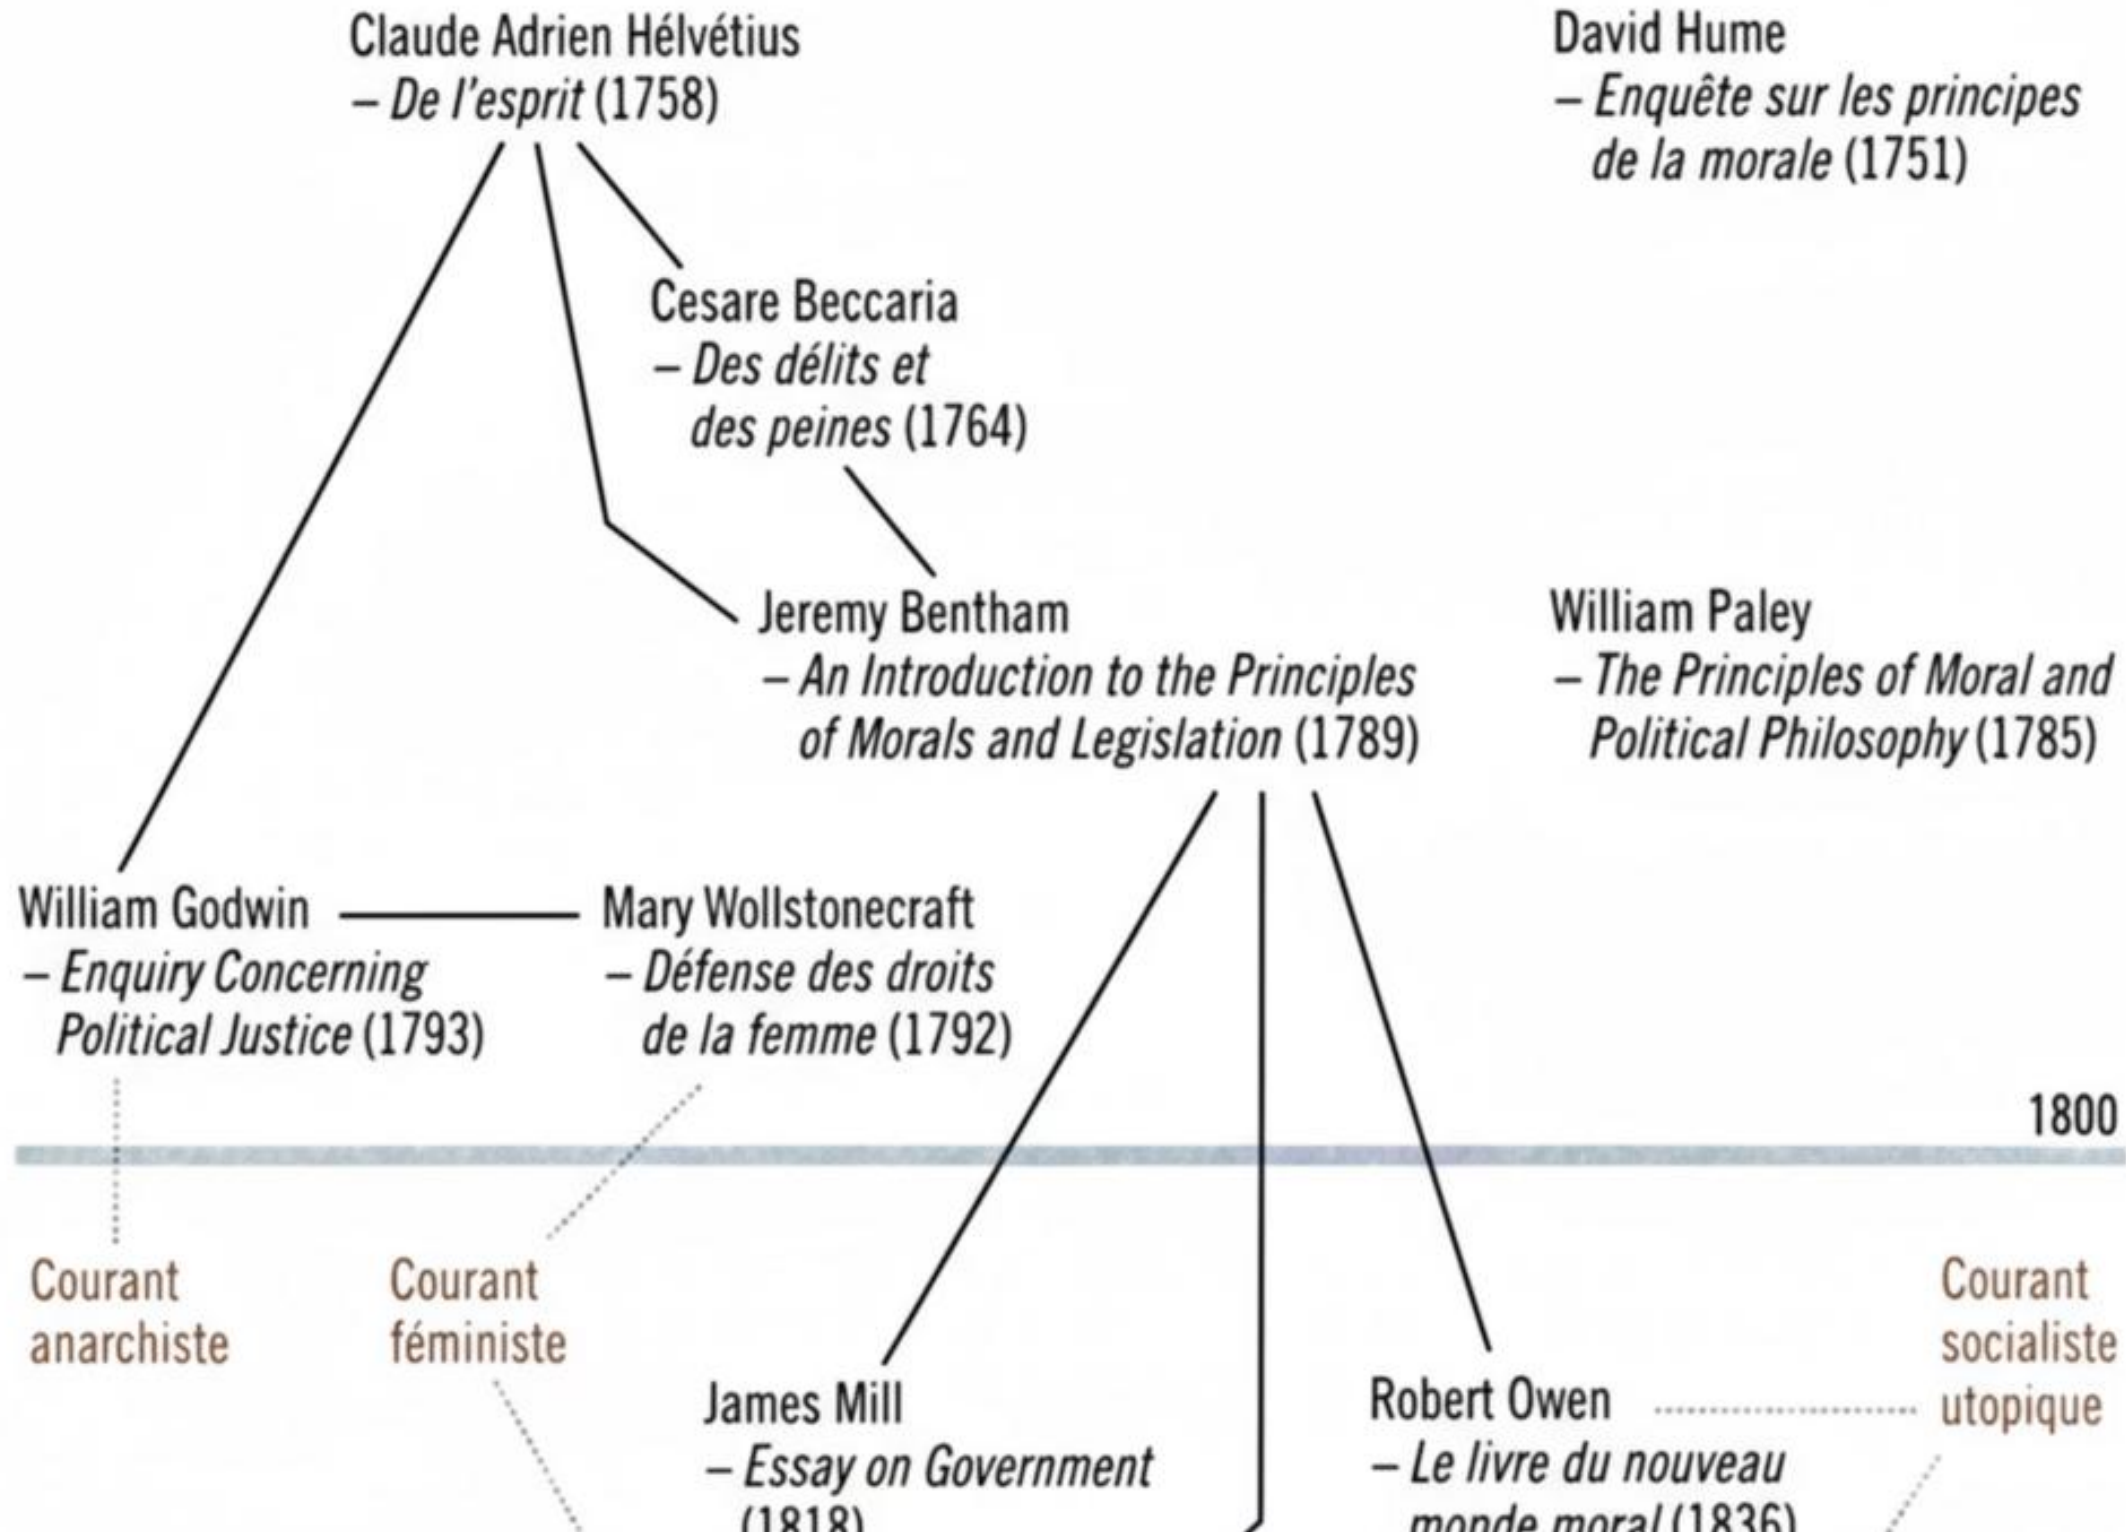 Claude Adrien Hélvétius
– De l'esprit (1758)
David Hume
– Enquête sur les principes
de la morale (1751)
Cesare Beccaria
– Des délits et
des peines (1764)
Jeremy Bentham
– An Introduction to the Principles
of Morals and Legislation (1789)
William Paley
– The Principles of Moral and
Political Philosophy (1785)
William Godwin
– Enquiry Concerning
Political Justice (1793)
Mary Wollstonecraft
– Défense des droits
de la femme (1792)
1800
Courant
anarchiste
Courant
féministe
Courant
socialiste
utopique
James Mill
– Essay on Government
(1818)
Robert Owen
– Le livre du nouveau
monde moral (1836)